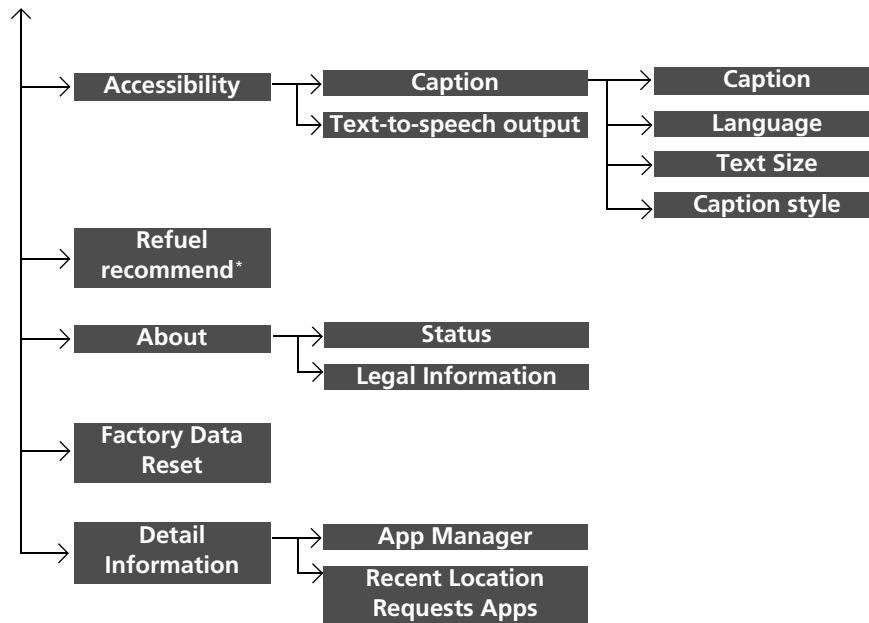 Accessibility
Caption
Text-to-speech output
Caption
Language
Text Size
Caption style
Refuel
recommend*
About
Status
Legal Information
Factory Data
Reset
Detail
Information
App Manager
Recent Location
Requests Apps